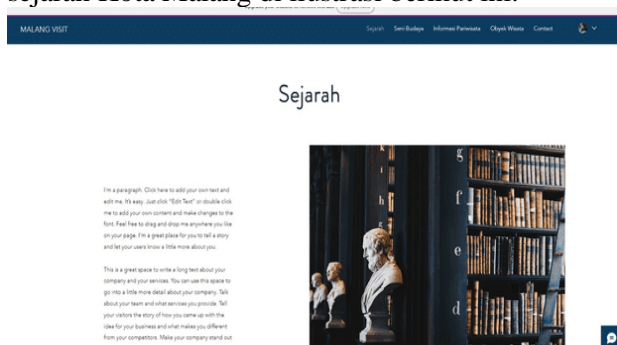 sejarah Kota Malang di ilustrasi berikut ini:
MALANG VISIT
Sejarah Seni Budaya Informasi Pariwisata Obyek Wisata Contact
Sejarah
I'm a paragraph. Click here to add your own text and
edit me. It's easy. Just click "Edit Text" or double click
me to add your own content and make changes to the
font. Feel free to drag and drop me anywhere you like
on your page. I'm a great place for you to tell a story
and let your users know a little more about you.
This is a great space to write a long text about your
company and your services. You can use this space to
go into a little more detail about your company. Talk
about your team and what services you provide. Tell
your visitors the story of how you came up with the
idea for your business and what makes you different
from your competitors. Make your company stand out
k
i
h
g
f
e
d